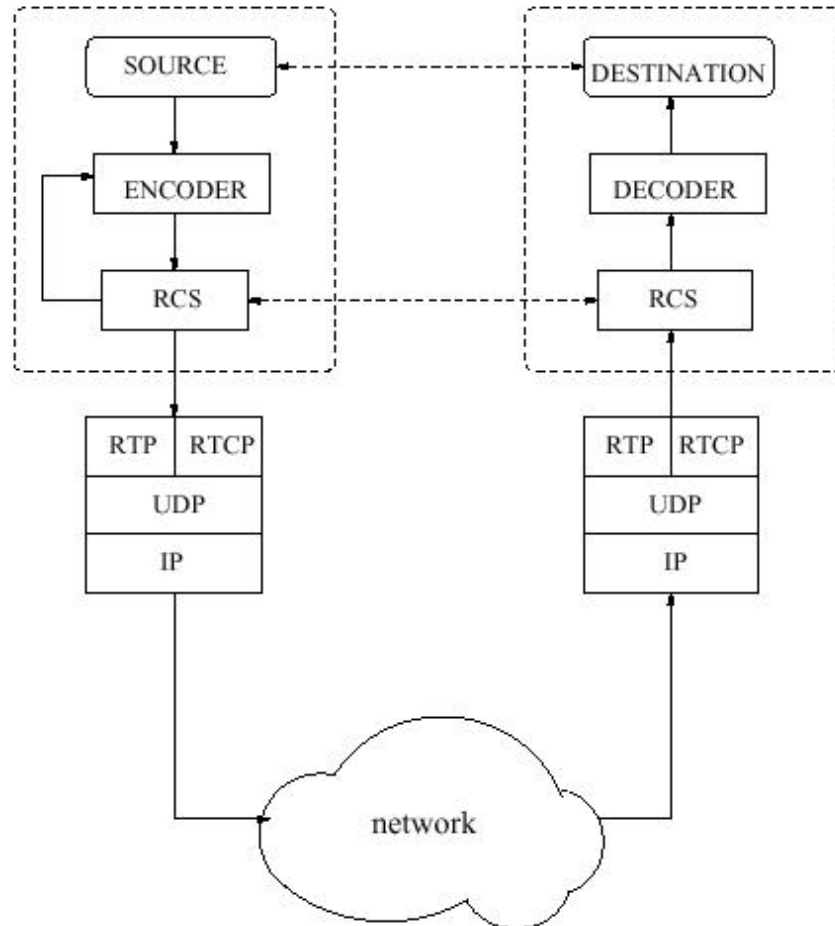 SOURCE
DESTINATION
ENCODER
DECODER
RCS
RCS
RTP RTCP
RTP RTCP
UDP
UDP
IP
IP
network